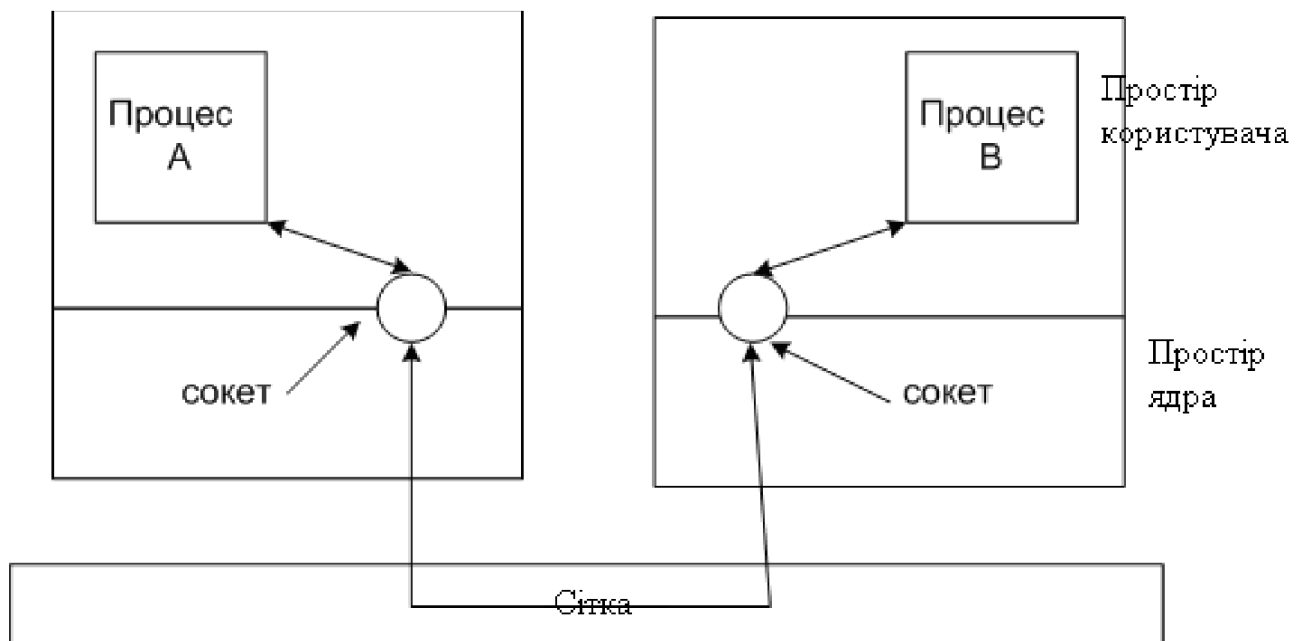 Процес
А
Процес
В
Простір
користувача
сокет
сокет
Простір
ядра
Сітка